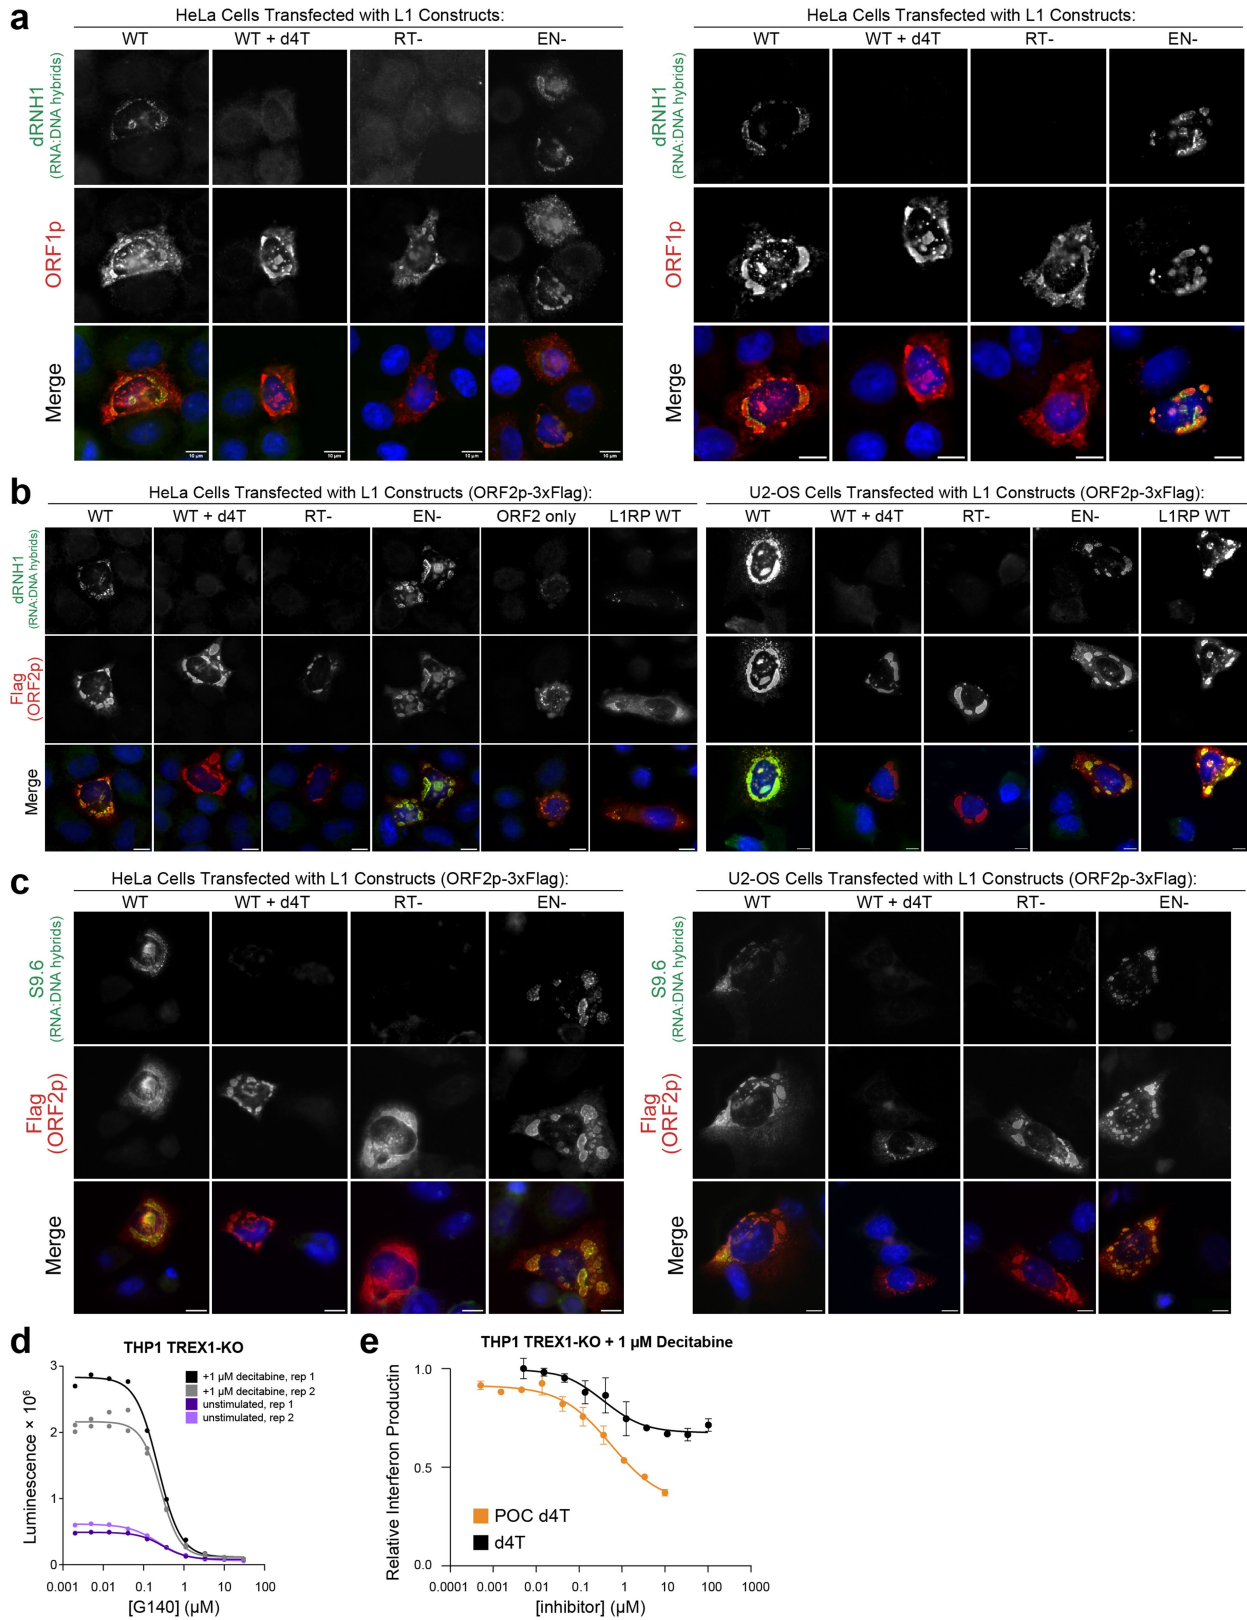 a
HeLa Cells Transfected with L1 Constructs:
WT
WT + d4T
RT-
EN-
dRNH1
(RNA:DNA hybrids)
ORF1p
Merge
10 µm
10 µm
10 µm
10 µm
HeLa Cells Transfected with L1 Constructs:
WT
WT + d4T
RT-
EN-
dRNH1
(RNA:DNA hybrids)
ORF1p
Merge
b
HeLa Cells Transfected with L1 Constructs (ORF2p-3xFlag):
WT
WT + d4T
RT-
EN-
ORF2 only
L1RP WT
dRNH1
(RNA:DNA hybrids)
Flag
(ORF2p)
Merge
U2-OS Cells Transfected with L1 Constructs (ORF2p-3xFlag):
WT
WT + d4T
RT-
EN-
L1RP WT
c
HeLa Cells Transfected with L1 Constructs (ORF2p-3xFlag):
WT
WT + d4T
RT-
EN-
S9.6
(RNA:DNA hybrids)
Flag
(ORF2p)
Merge
U2-OS Cells Transfected with L1 Constructs (ORF2p-3xFlag):
WT
WT + d4T
RT-
EN-
S9.6
(RNA:DNA hybrids)
Flag
(ORF2p)
Merge
d
THP1 TREX1-KO
+1 µM decitabine, rep 1
+1 µM decitabine, rep 2
unstimulated, rep 1
unstimulated, rep 2
Luminescence × 10⁶
3
2
1
0
0.001
0.01
0.1
1
10
100
[G140] (µM)
e
THP1 TREX1-KO + 1 µM Decitabine
Relative Interferon Productin
1.0
0.5
0.0
POC d4T
d4T
0.0001
0.001
0.01
0.1
1
10
100
1000
[inhibitor] (µM)